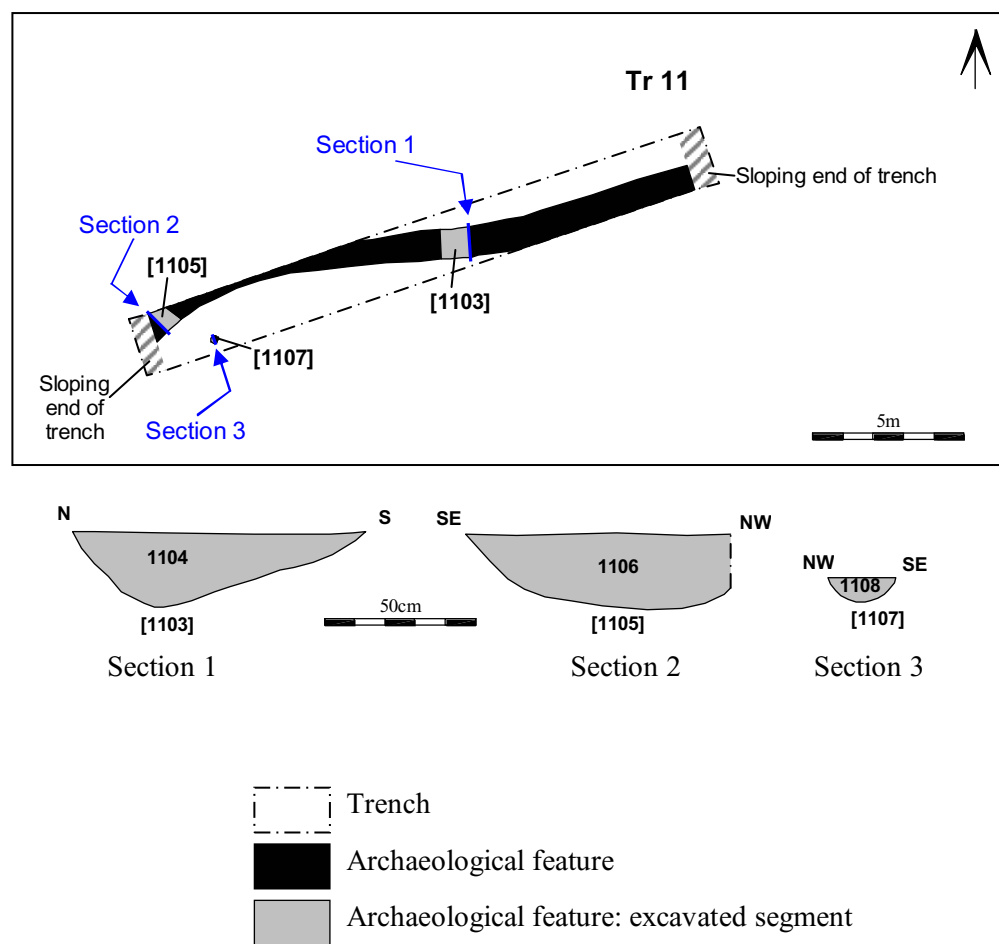 Tr 11
Section 1
Sloping end of trench
Section 2
[1105]
[1103]
[1107]
Sloping
end of
trench
Section 3
5m
N
S
SE
NW
1104
1106
NW
SE
1108
50cm
[1103]
[1105]
[1107]
Section 1
Section 2
Section 3
Trench
Archaeological feature
Archaeological feature: excavated segment